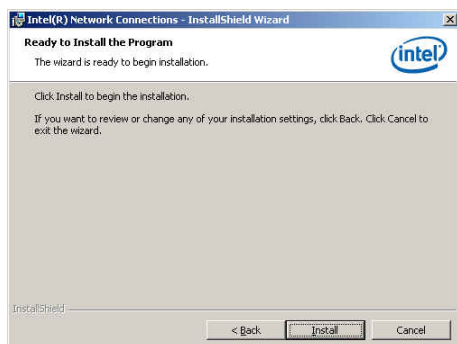 Intel(R) Network Connections - InstallShield Wizard
Ready to Install the Program
The wizard is ready to begin installation.
intel
Click Install to begin the installation.
If you want to review or change any of your installation settings, click Back. Click Cancel to
exit the wizard.
InstallShield
< Back Install Cancel